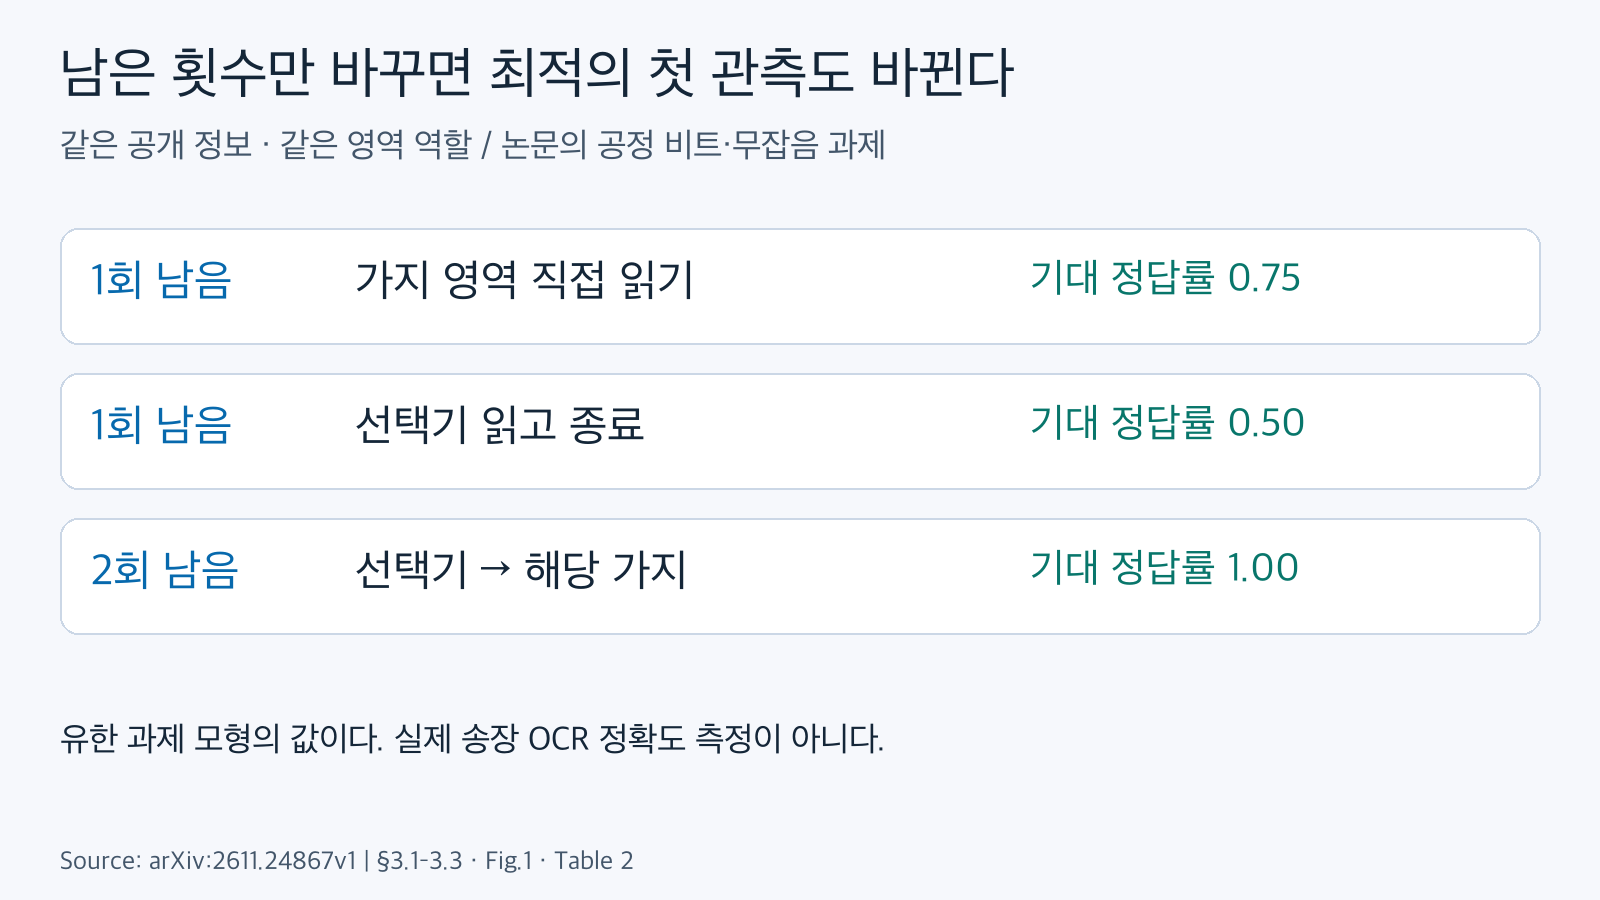 남은 횟수만 바꾸면 최적의 첫 관측도 바뀐다
같은 공개 정보 · 같은 영역 역할 / 논문의 공정 비트·무잡음 과제
1회 남음 가지 영역 직접 읽기 기대 정답률 0.75
1회 남음 선택기 읽고 종료 기대 정답률 0.50
2회 남음 선택기 → 해당 가지 기대 정답률 1.00
유한 과제 모형의 값이다. 실제 송장 OCR 정확도 측정이 아니다.
Source: arXiv:2611.24867v1 | §3.1-3.3 · Fig.1 · Table 2